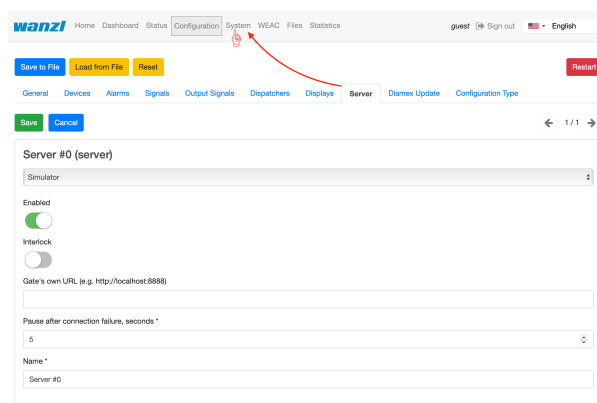 wanzl Home Dashboard Status Configuration System WEAC Files Statistics guest Sign out English
Save to File Load from File Reset Restart
General Devices Alarms Signals Output Signals Dispatchers Displays Server Diamex Update Configuration Type
Save Cancel 1 / 1
Server #0 (server)
Simulator
Enabled
Interlock
Gate's own URL (e.g. http://localhost:8888)
Pause after connection failure, seconds *
5
Name *
Server #0